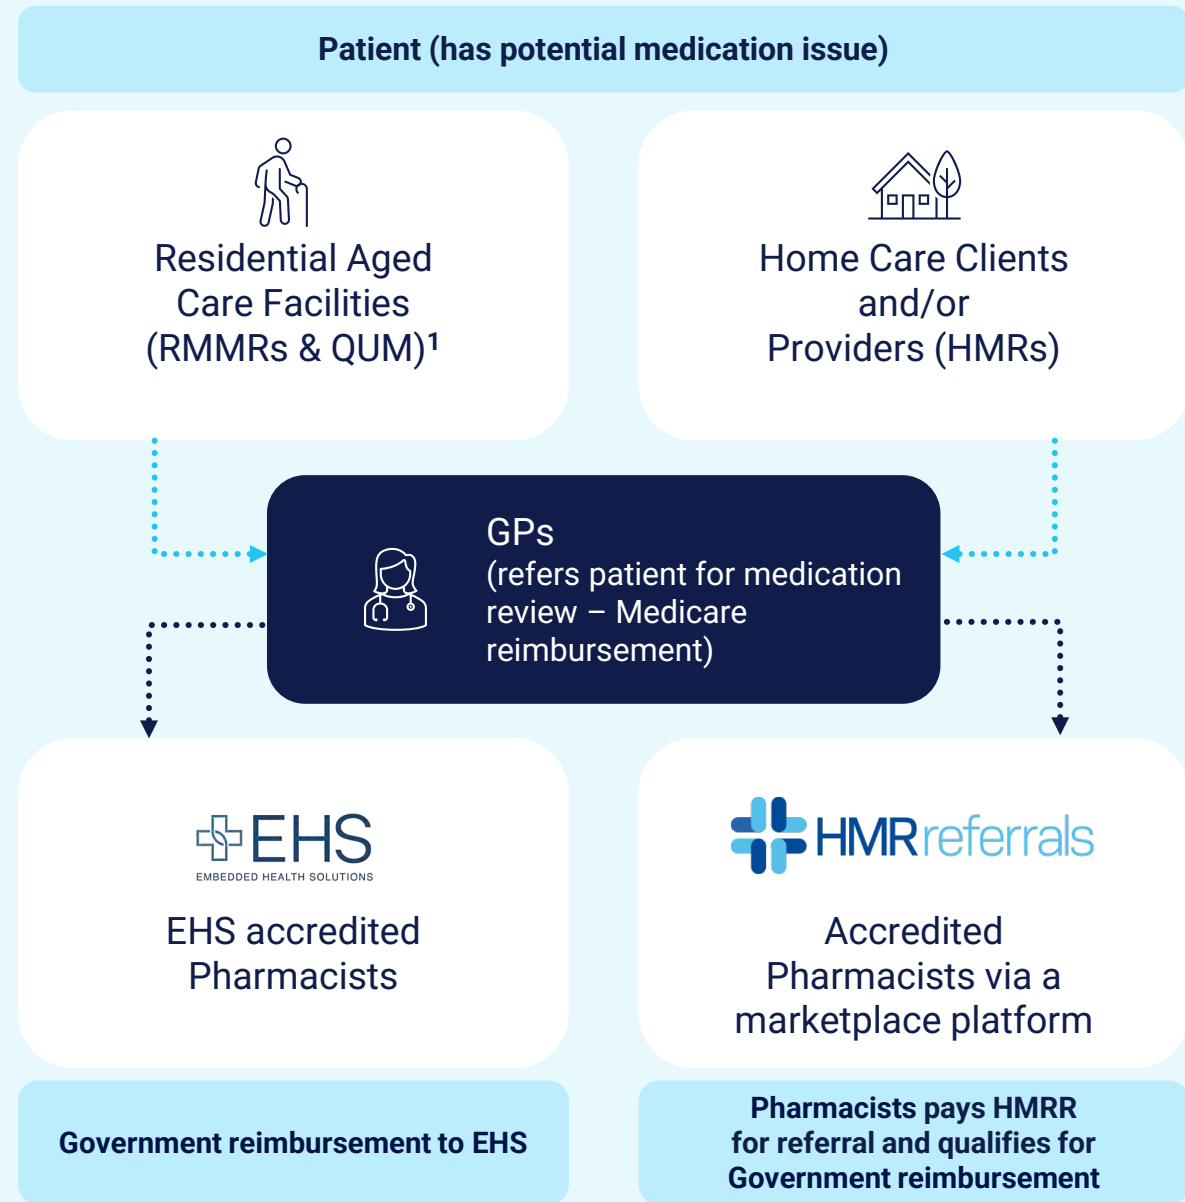 Patient (has potential medication issue)
Residential Aged
Care Facilities
(RMMRs & QUM)¹
Home Care Clients
and/or
Providers (HMRs)
GPs
(refers patient for medication
review – Medicare
reimbursement)
EHS
EMBEDDED HEALTH SOLUTIONS
EHS accredited
Pharmacists
HMRreferrals
Accredited
Pharmacists via a
marketplace platform
Government reimbursement to EHS
Pharmacists pays HMRR
for referral and qualifies for
Government reimbursement